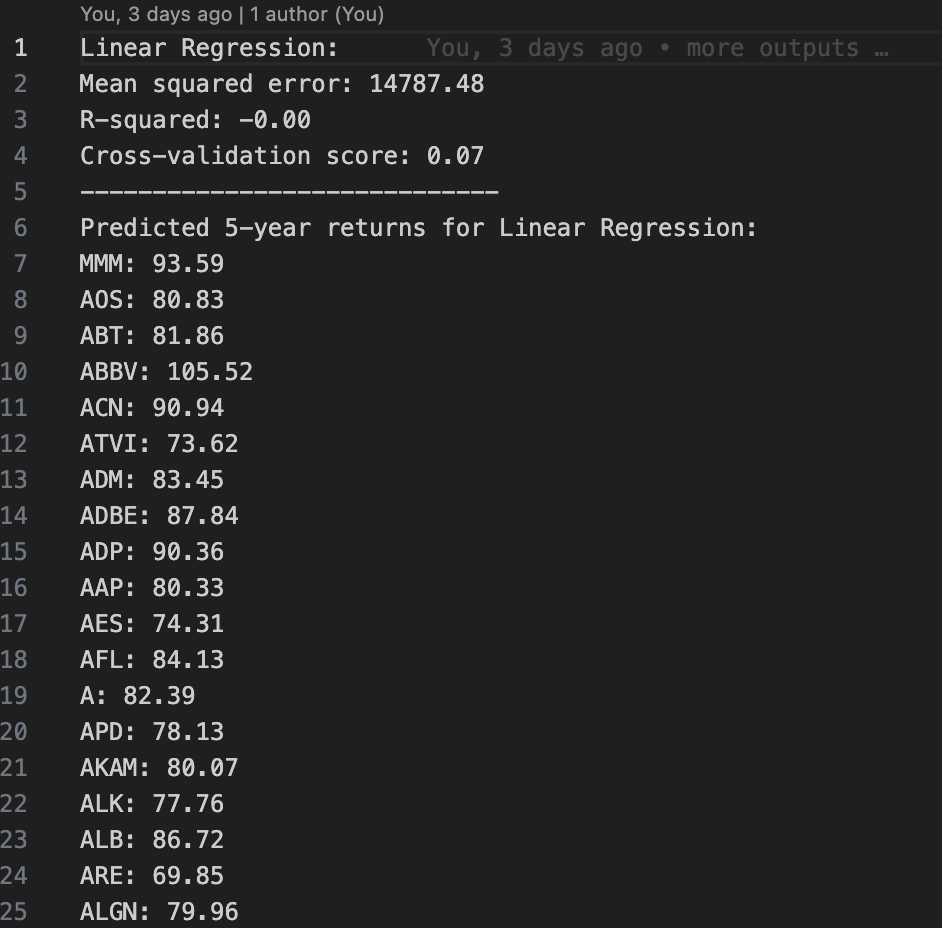 You, 3 days ago | 1 author (You)
1 Linear Regression: You, 3 days ago • more outputs …
2 Mean squared error: 14787.48
3 R-squared: -0.00
4 Cross-validation score: 0.07
5 -----------------------------
6 Predicted 5-year returns for Linear Regression:
7 MMM: 93.59
8 AOS: 80.83
9 ABT: 81.86
10 ABBV: 105.52
11 ACN: 90.94
12 ATVI: 73.62
13 ADM: 83.45
14 ADBE: 87.84
15 ADP: 90.36
16 AAP: 80.33
17 AES: 74.31
18 AFL: 84.13
19 A: 82.39
20 APD: 78.13
21 AKAM: 80.07
22 ALK: 77.76
23 ALB: 86.72
24 ARE: 69.85
25 ALGN: 79.96